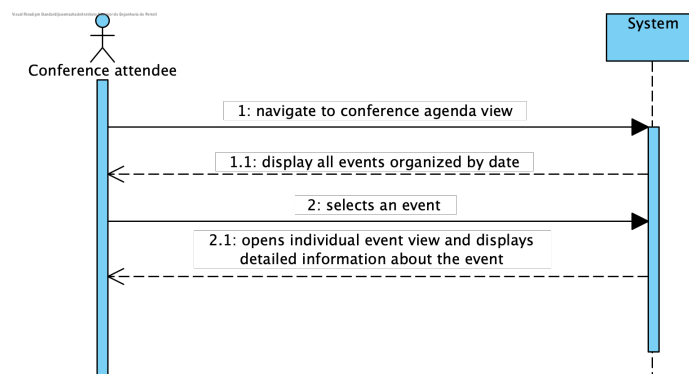 System
Conference attendee
1: navigate to conference agenda view
1.1: display all events organized by date
2: selects an event
2.1: opens individual event view and displays
detailed information about the event